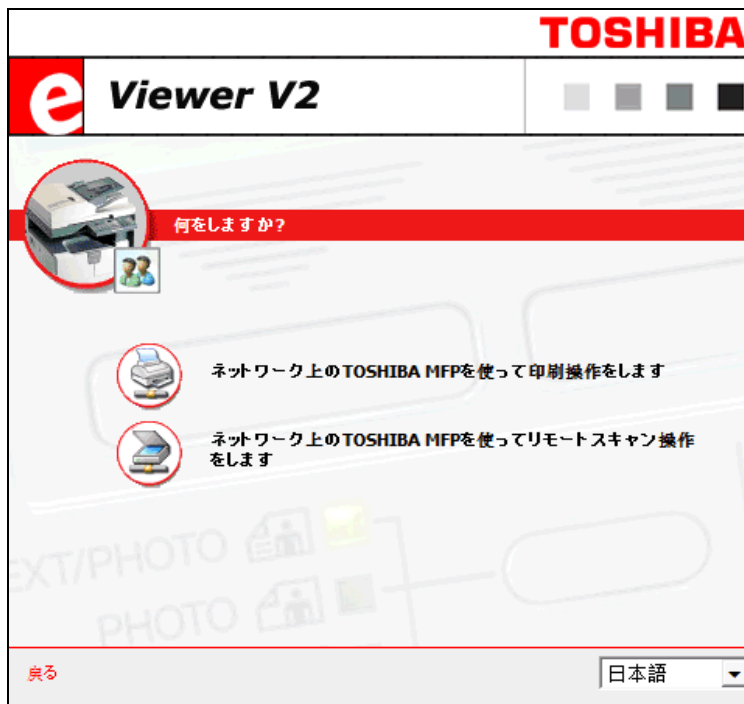 TOSHIBA
e Viewer V2
何をしますか?
ネットワーク上のTOSHIBA MFPを使って印刷操作をします
ネットワーク上のTOSHIBA MFPを使ってリモートスキャン操作
をします
EXT/PHOTO
PHOTO
戻る
日本語